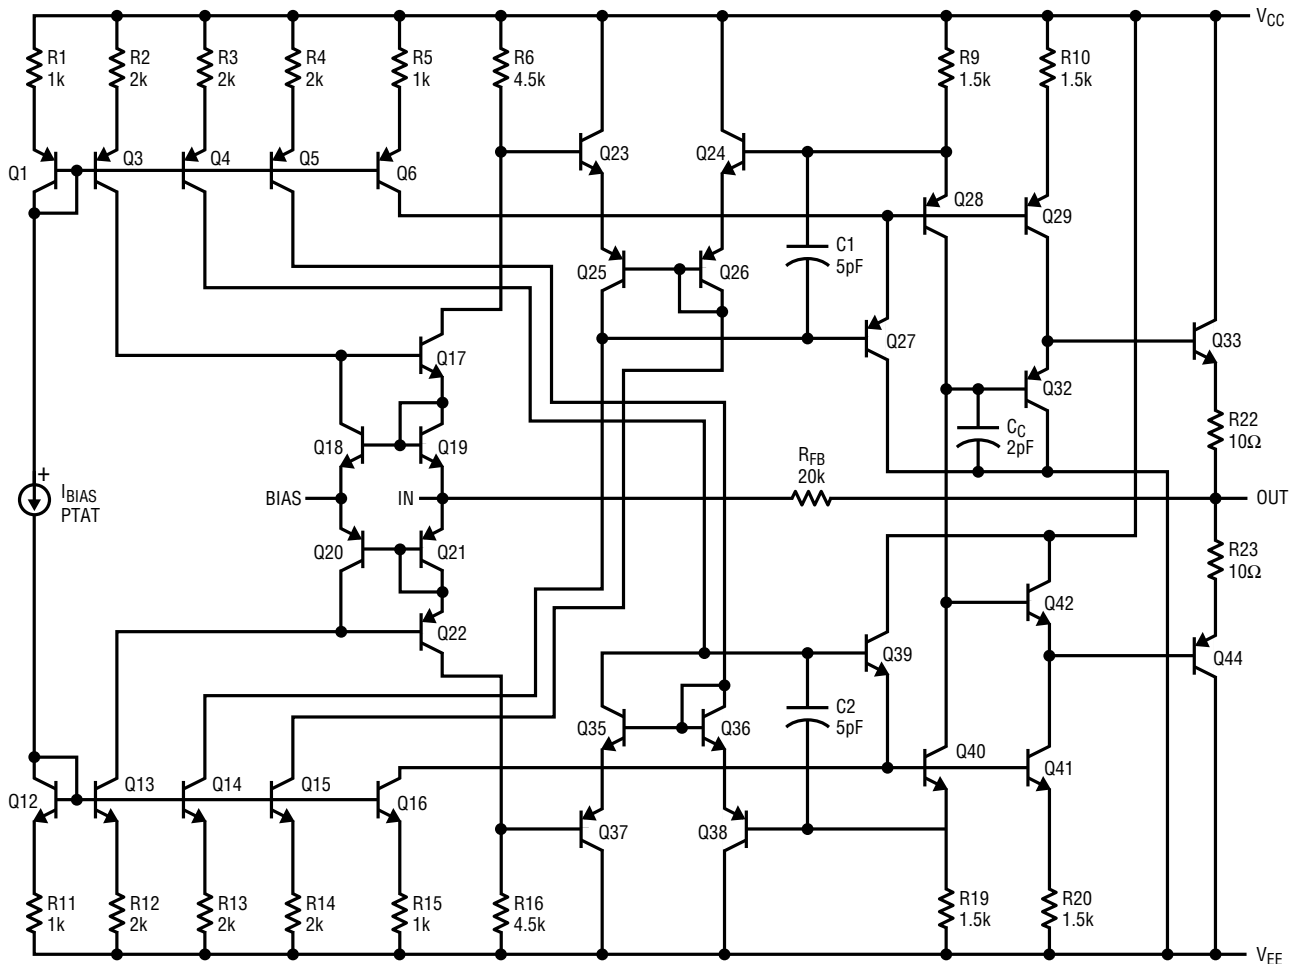 VCC
R1
1k
R2
2k
R3
2k
R4
2k
R5
1k
R6
4.5k
R9
1.5k
R10
1.5k
Q1
Q3
Q4
Q5
Q6
Q23
Q24
Q28
Q29
Q25
Q26
C1
5pF
Q17
Q27
Q33
Q32
Q18
Q19
CC
2pF
R22
10Ω
RFB
20k
+
IBIAS
PTAT
BIAS
IN
OUT
Q20
Q21
R23
10Ω
Q22
Q42
Q39
Q44
Q35
Q36
C2
5pF
Q40
Q41
Q12
Q13
Q14
Q15
Q16
Q37
Q38
R11
1k
R12
2k
R13
2k
R14
2k
R15
1k
R16
4.5k
R19
1.5k
R20
1.5k
VEE